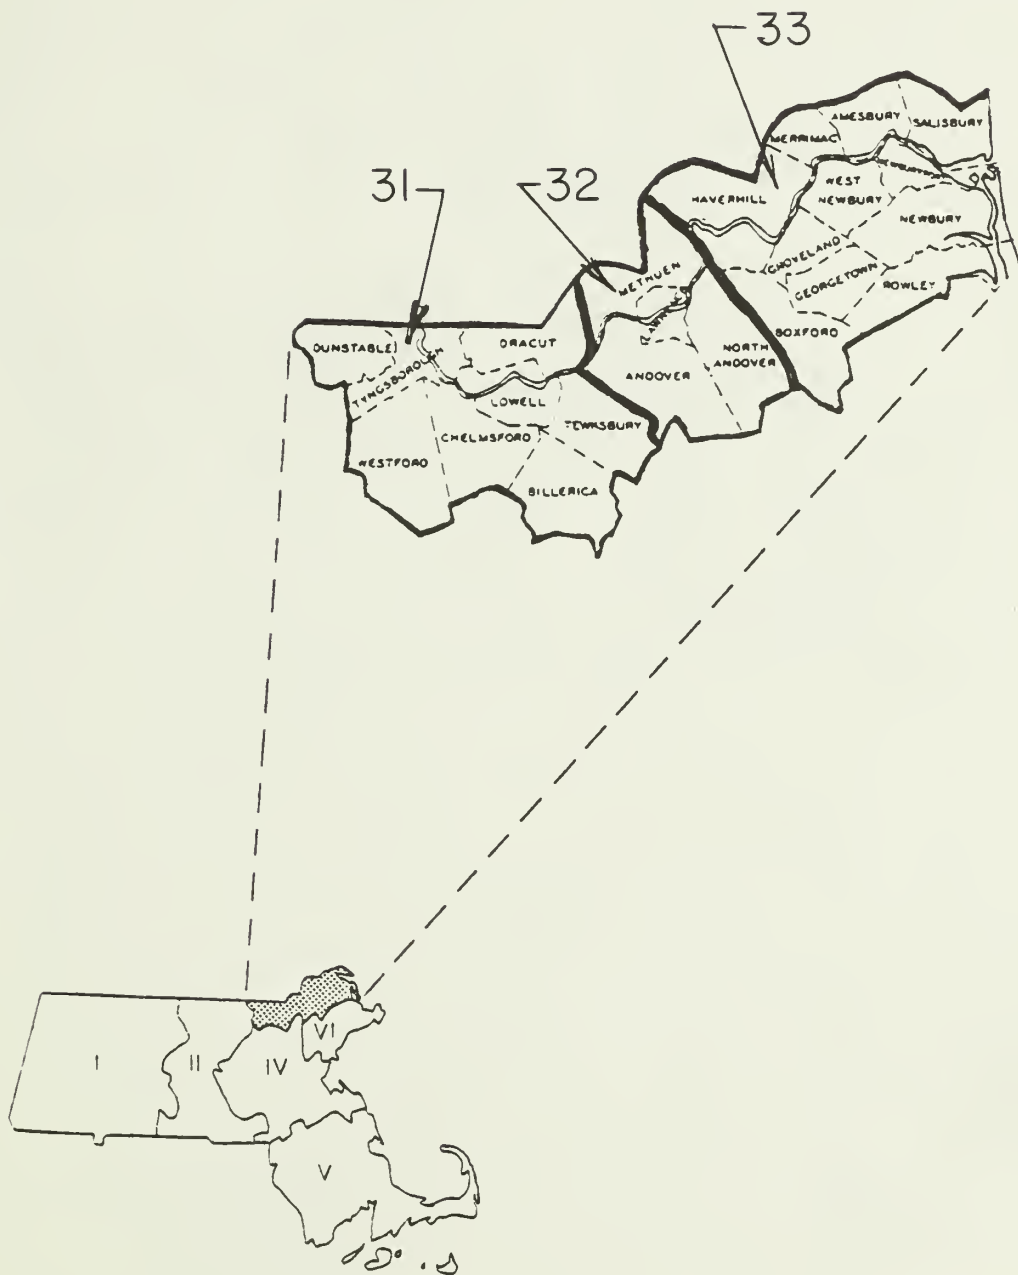 33
AMESBURY
SALISBURY
MERRIMAC
31
32
HAVERHILL
WEST
NEWBURY
NEWBURY
METHUEN
GROVELAND
GEORGETOWN
ROWLEY
DUNSTABLE
DRACUT
BOXFORD
TYNGSBOROUGH
NORTH
ANDOVER
ANDOVER
LOWELL
TEWKSBURY
CHELMSFORD
WESTFORD
BILLERICA
VI
I
II
IV
V